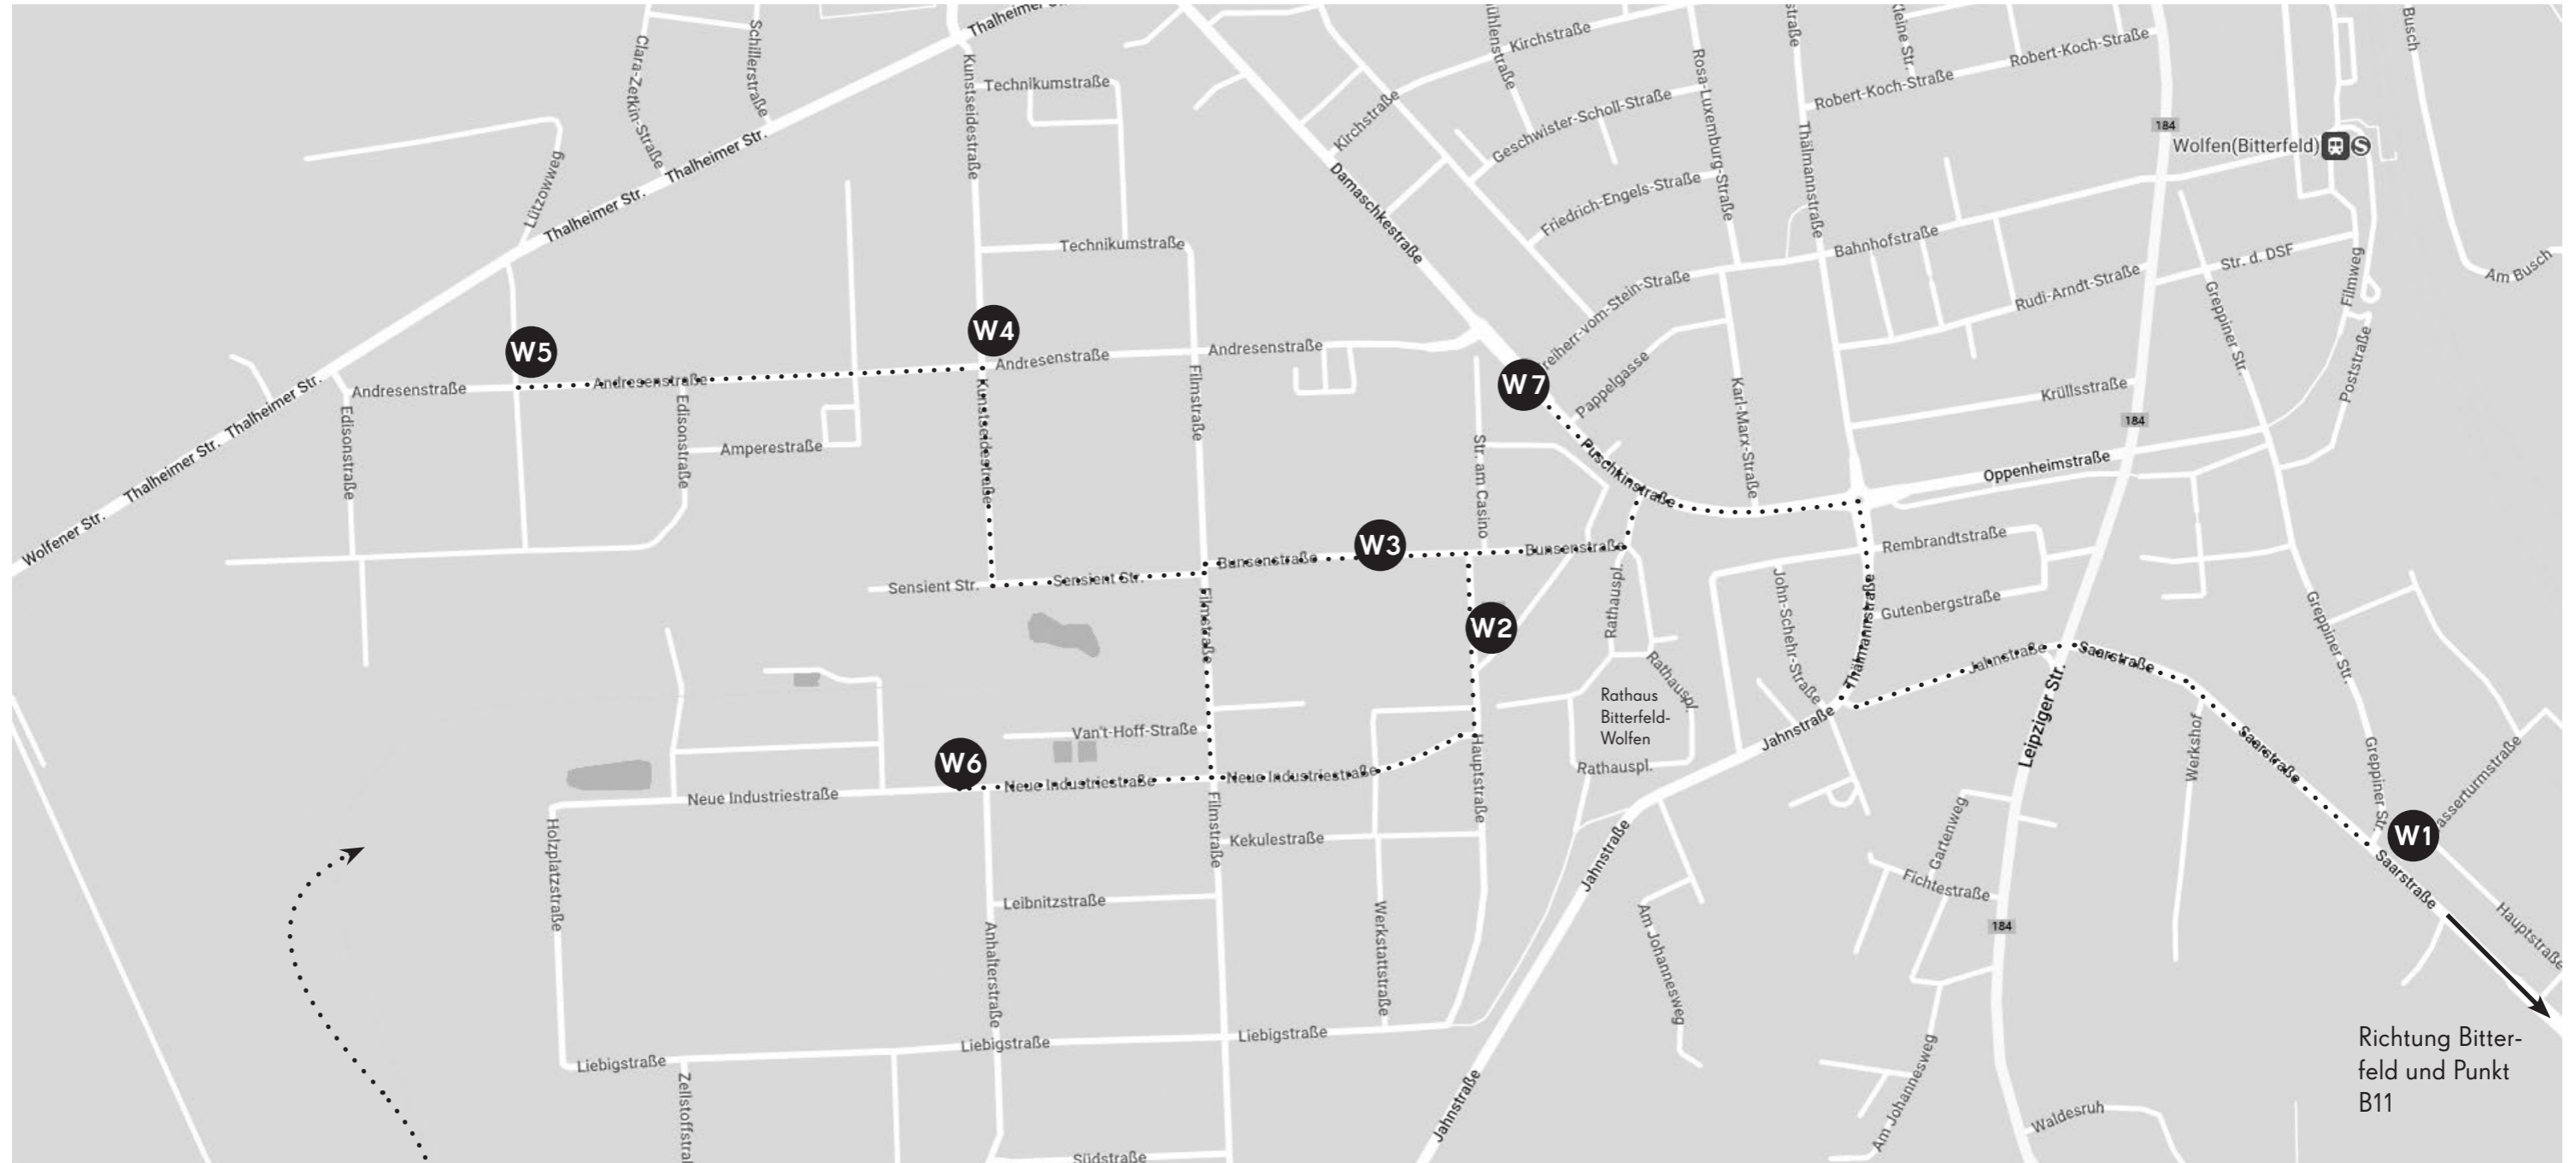 Thalheimer
Clara-Zetkin-Straße
Schillerstraße
Kunstseidestraße
Technikumstraße
Mühlenstraße
Kirchstraße
Straße
Kleine Str.
Robert-Koch-Straße
Busch
Robert-Koch-Straße
Geschwister-Scholl-Straße
Rosa-Luxemburg-Straße
Kirchstraße
184
Wolfen(Bitterfeld)
S
Thalheimer Str.
Lützowweg
Thalheimer Str.
Damaschkestraße
Friedrich-Engels-Straße
Thälmannstraße
Bahnhofstraße
Technikumstraße
Str. d. DSF
Filmweg
Am Busch
Freiherr-vom-Stein-Straße
Rudi-Arndt-Straße
Greppiner Str.
W4
W5
Andresenstraße
Andresenstraße
W7
Pappelgasse
Poststraße
Andresenstraße
Andresenstraße
Thalheimer Str.
Thalheimer Str.
Wolfener Str.
Edisonstraße
Edisonstraße
Amperestraße
Kunstseidestraße
Filmstraße
Str. am Casino
Puschkinstraße
Karl-Marx-Straße
Krüllsstraße
184
Oppenheimstraße
W3
Bunsenstraße
Bunsenstraße
Rembrandtstraße
Sensient Str.
Sensient Str.
Filmstraße
W2
Rathauspl.
John-Schehr-Straße
Thälmannstraße
Gutenbergstraße
Greppiner Str.
Jahnstraße
Saarstraße
Rathauspl.
Rathaus
Bitterfeld-
Wolfen
Leipziger Str.
Van't-Hoff-Straße
W6
Neue Industriestraße
Neue Industriestraße
Neue Industriestraße
Hauptstraße
Rathauspl.
Jahnstraße
Werkshof
Saarstraße
Greppiner Str.
Wasserturmstraße
W1
Holzplatzstraße
Filmstraße
Kekulestraße
Jahnstraße
Gartenweg
Fichtestraße
Saarstraße
Hauptstraße
Leibnitzstraße
Anhalterstraße
Werkstattstraße
Am Johannesweg
184
Liebigstraße
Liebigstraße
Liebigstraße
Zellstoffstraß
Jahnstraße
Am Johannesweg
Waldesruh
Südstraße
Richtung Bitter-
feld und Punkt
B11